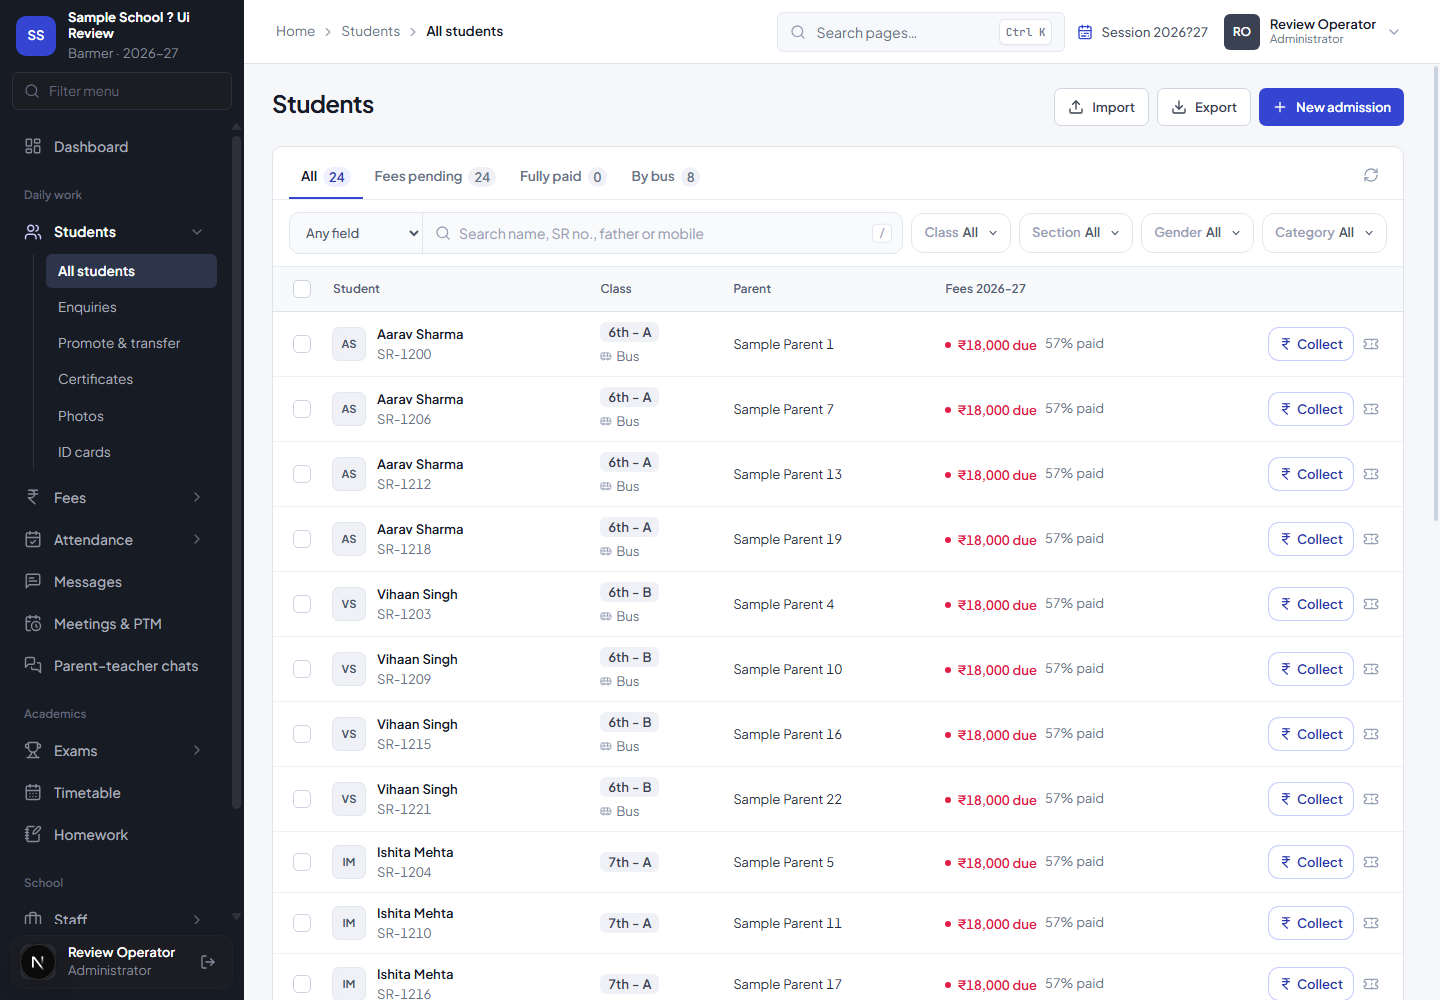 SS
Sample School ? Ui Review
Barmer · 2026–27
Filter menu
Dashboard
Daily work
Students
All students
Enquiries
Promote & transfer
Certificates
Photos
ID cards
Fees
Attendance
Messages
Meetings & PTM
Parent-teacher chats
Academics
Exams
Timetable
Homework
School
Staff
N
Review Operator
Administrator
Home > Students > All students
Search pages... Ctrl K
Session 2026?27
RO
Review Operator
Administrator
Students
Import
Export
+ New admission
All 24
Fees pending 24
Fully paid 0
By bus 8
Any field
Search name, SR no., father or mobile /
Class All
Section All
Gender All
Category All
Student Class Parent Fees 2026-27
AS Aarav Sharma SR-1200 6th - A Bus Sample Parent 1 ₹18,000 due 57% paid ₹ Collect
AS Aarav Sharma SR-1206 6th - A Bus Sample Parent 7 ₹18,000 due 57% paid ₹ Collect
AS Aarav Sharma SR-1212 6th - A Bus Sample Parent 13 ₹18,000 due 57% paid ₹ Collect
AS Aarav Sharma SR-1218 6th - A Bus Sample Parent 19 ₹18,000 due 57% paid ₹ Collect
VS Vihaan Singh SR-1203 6th - B Bus Sample Parent 4 ₹18,000 due 57% paid ₹ Collect
VS Vihaan Singh SR-1209 6th - B Bus Sample Parent 10 ₹18,000 due 57% paid ₹ Collect
VS Vihaan Singh SR-1215 6th - B Bus Sample Parent 16 ₹18,000 due 57% paid ₹ Collect
VS Vihaan Singh SR-1221 6th - B Bus Sample Parent 22 ₹18,000 due 57% paid ₹ Collect
IM Ishita Mehta SR-1204 7th - A Sample Parent 5 ₹18,000 due 57% paid ₹ Collect
IM Ishita Mehta SR-1210 7th - A Sample Parent 11 ₹18,000 due 57% paid ₹ Collect
IM Ishita Mehta SR-1216 7th - A Sample Parent 17 ₹18,000 due 57% paid ₹ Collect